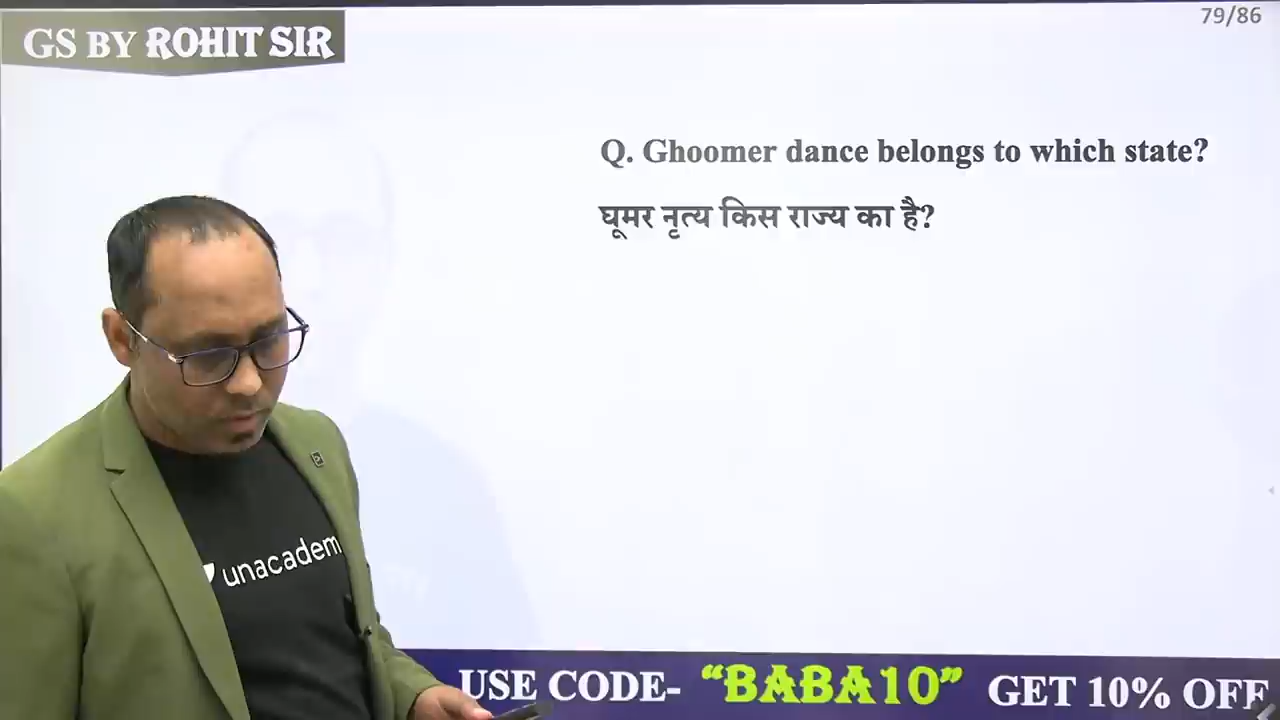 79/86
GS BY ROHIT SIR
Q. Ghoomer dance belongs to which state?
घूमर नृत्य किस राज्य का है?
unacadem
USE CODE- “BABA10” GET 10% OFF